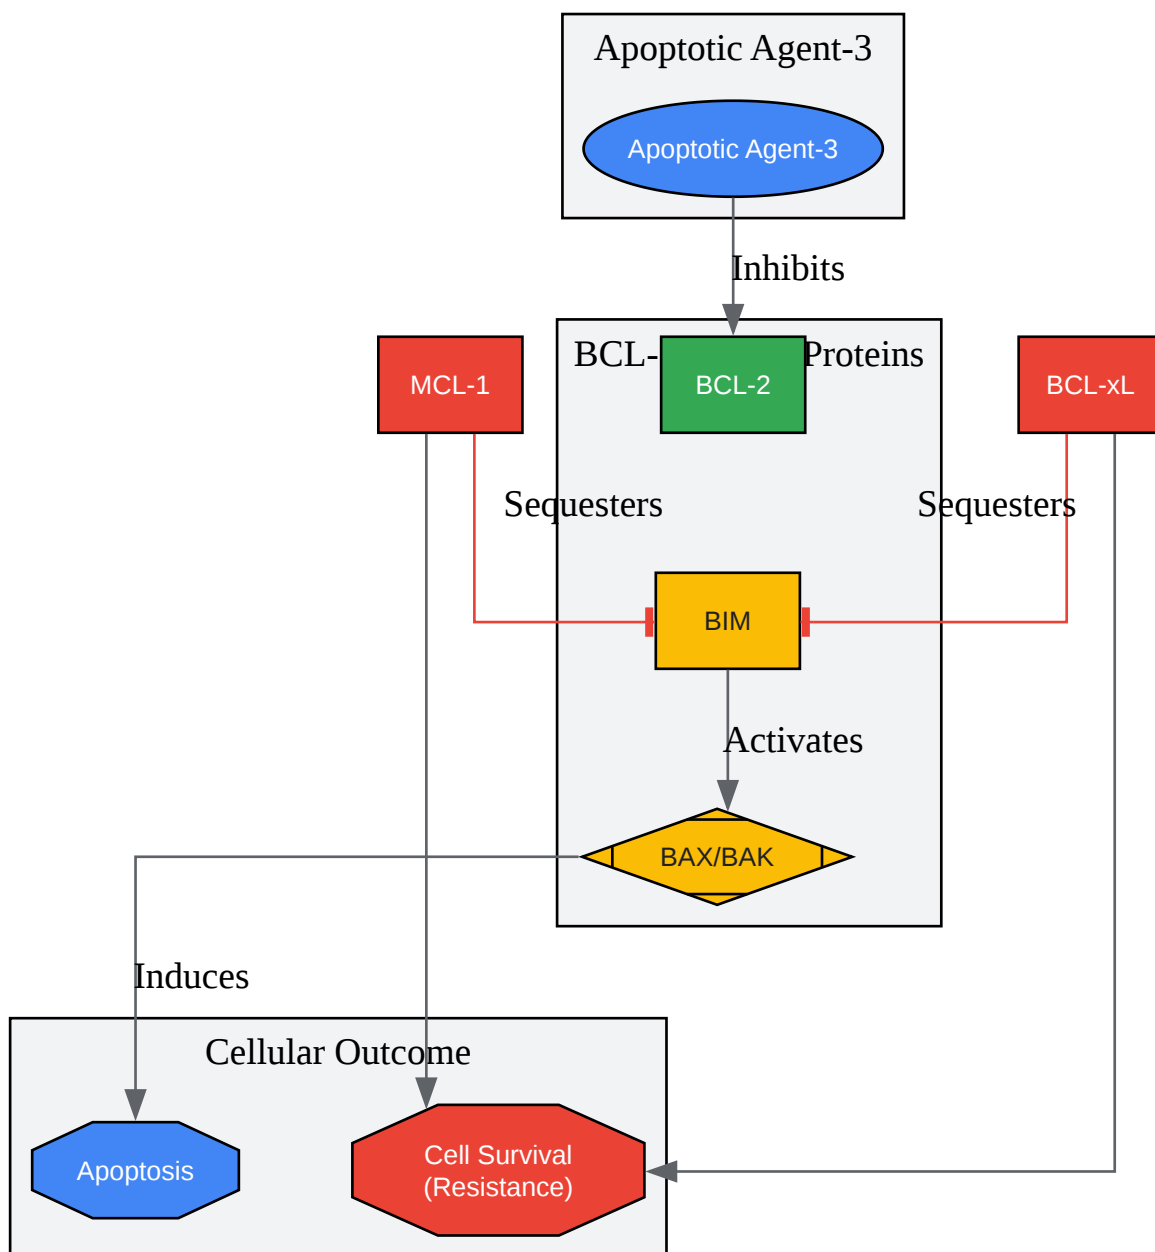 Apoptotic Agent-3
Apoptotic Agent-3
Inhibits
BCL-
Proteins
MCL-1
BCL-2
BCL-xL
Sequesters
Sequesters
BIM
Activates
BAX/BAK
Induces
Cellular Outcome
Apoptosis
Cell Survival
(Resistance)